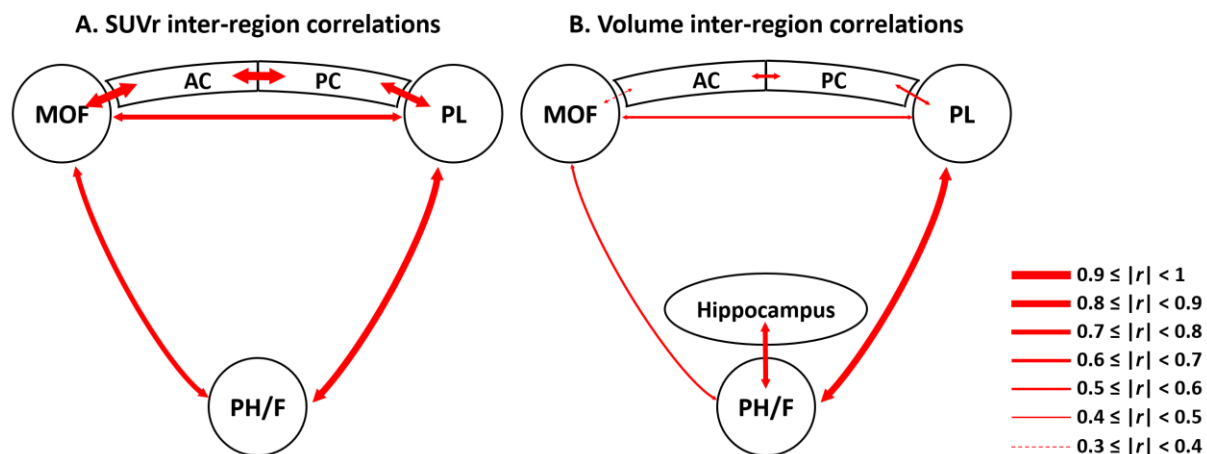 A. SUVr inter-region correlations
B. Volume inter-region correlations
AC
PC
MOF
PL
PH/F
AC
PC
MOF
PL
Hippocampus
PH/F
0.9 ≤ |r| < 1
0.8 ≤ |r| < 0.9
0.7 ≤ |r| < 0.8
0.6 ≤ |r| < 0.7
0.5 ≤ |r| < 0.6
0.4 ≤ |r| < 0.5
0.3 ≤ |r| < 0.4